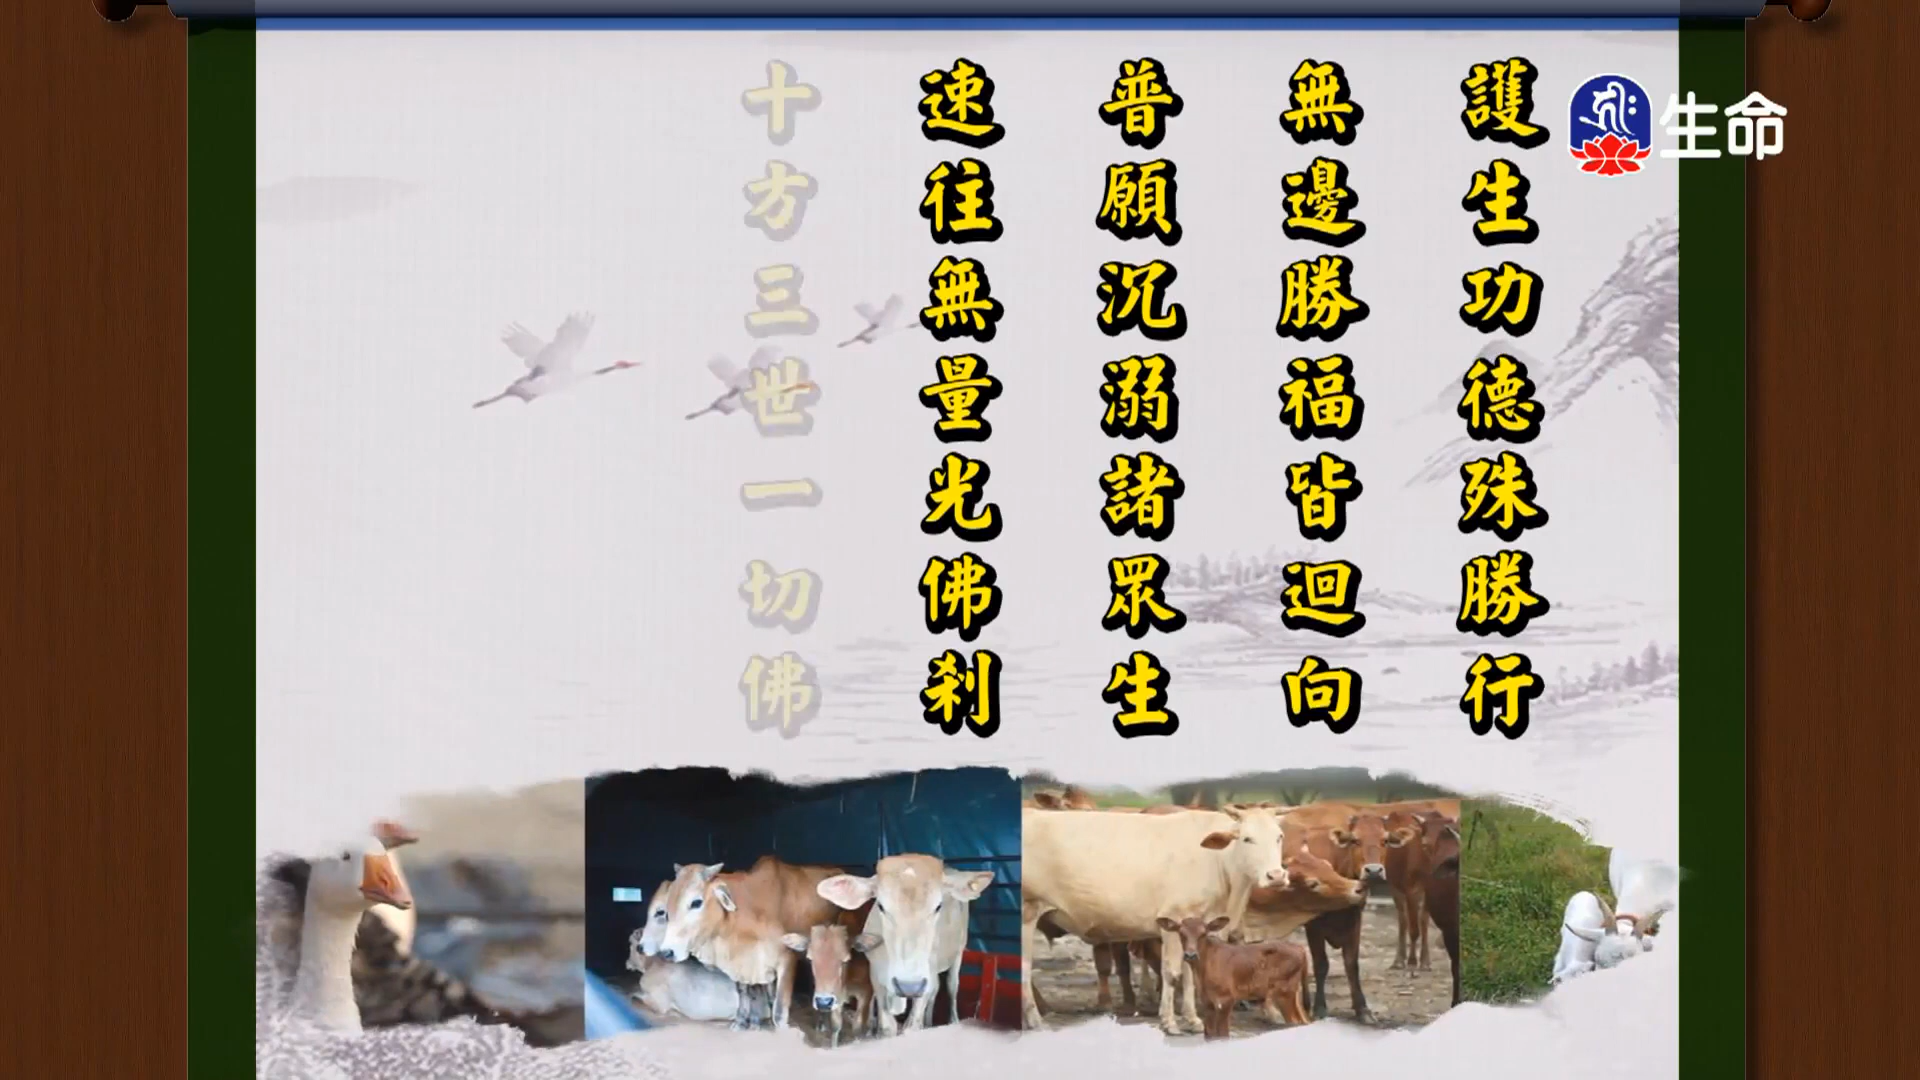 護生功德殊勝行
無邊勝福皆迴向
普願沉溺諸眾生
速往無量光佛剎
十方三世一切佛
生命